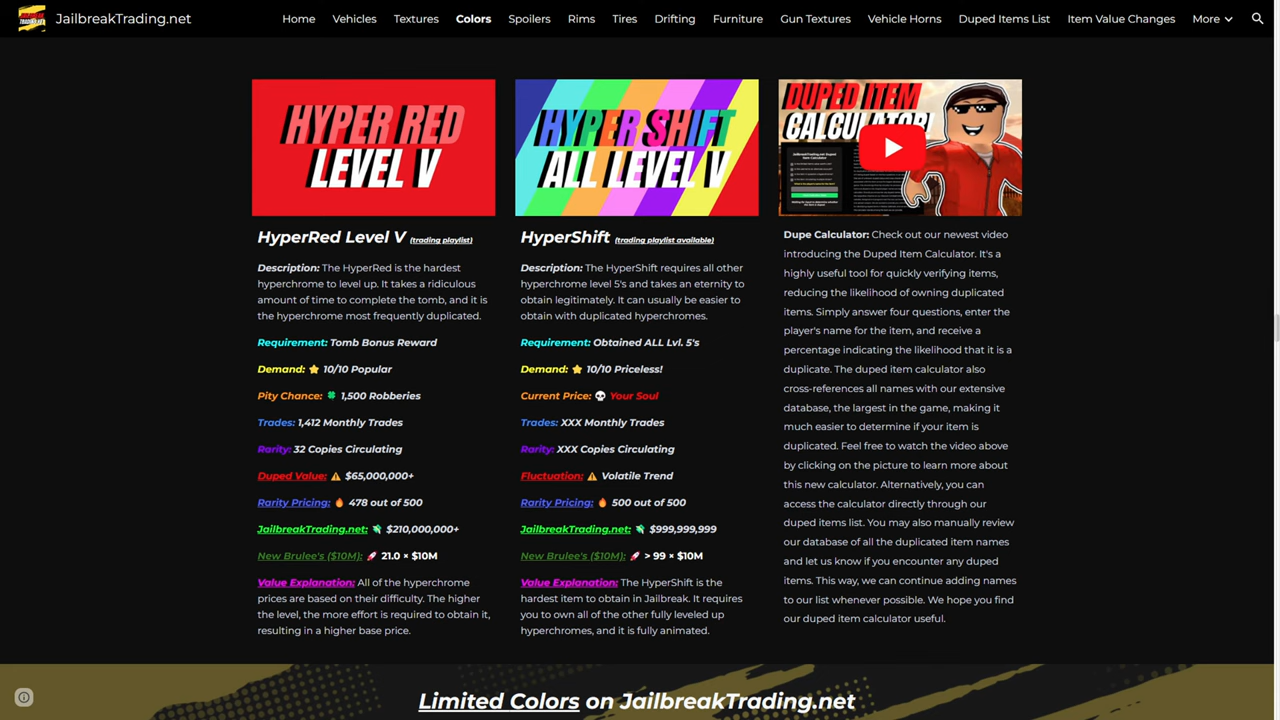 JailbreakTrading.net
Home
Vehicles
Textures
Colors
Spoilers
Rims
Tires
Drifting
Furniture
Gun Textures
Vehicle Horns
Duped Items List
Item Value Changes
More
HYPER RED
LEVEL V
HyperRed Level V (trading playlist)
Description: The HyperRed is the hardest
hyperchrome to level up. It takes a ridiculous
amount of time to complete the tomb, and it is
the hyperchrome most frequently duplicated.
Requirement: Tomb Bonus Reward
Demand: ⭐ 10/10 Popular
Pity Chance: 🍀 1,500 Robberies
Trades: 1,412 Monthly Trades
Rarity: 32 Copies Circulating
Duped Value: ⚠️ $65,000,000+
Rarity Pricing: 🔥 478 out of 500
JailbreakTrading.net: 💸 $210,000,000+
New Brulee's ($10M): 🚀 21.0 × $10M
Value Explanation: All of the hyperchrome
prices are based on their difficulty. The higher
the level, the more effort is required to obtain it,
resulting in a higher base price.
HYPER SHIFT
ALL LEVEL V
HyperShift (trading playlist available)
Description: The HyperShift requires all other
hyperchrome level 5's and takes an eternity to
obtain legitimately. It can usually be easier to
obtain with duplicated hyperchromes.
Requirement: Obtained ALL Lvl. 5's
Demand: ⭐ 10/10 Priceless!
Current Price: 💀 Your Soul
Trades: XXX Monthly Trades
Rarity: XXX Copies Circulating
Fluctuation: ⚠️ Volatile Trend
Rarity Pricing: 🔥 500 out of 500
JailbreakTrading.net: 💸 $999,999,999
New Brulee's ($10M): 🚀 > 99 × $10M
Value Explanation: The HyperShift is the
hardest item to obtain in Jailbreak. It requires
you to own all of the other fully leveled up
hyperchromes, and it is fully animated.
DUPED ITEM
CALCULATOR!
Dupe Calculator: Check out our newest video
introducing the Duped Item Calculator. It's a
highly useful tool for quickly verifying items,
reducing the likelihood of owning duplicated
items. Simply answer four questions, enter the
player's name for the item, and receive a
percentage indicating the likelihood that it is a
duplicate. The duped item calculator also
cross-references all names with our extensive
database, the largest in the game, making it
much easier to determine if your item is
duplicated. Feel free to watch the video above
by clicking on the picture to learn more about
this new calculator. Alternatively, you can
access the calculator directly through our
duped items list. You may also manually review
our database of all the duplicated item names
and let us know if you encounter any duped
items. This way, we can continue adding names
to our list whenever possible. We hope you find
our duped item calculator useful.
Limited Colors on JailbreakTrading.net